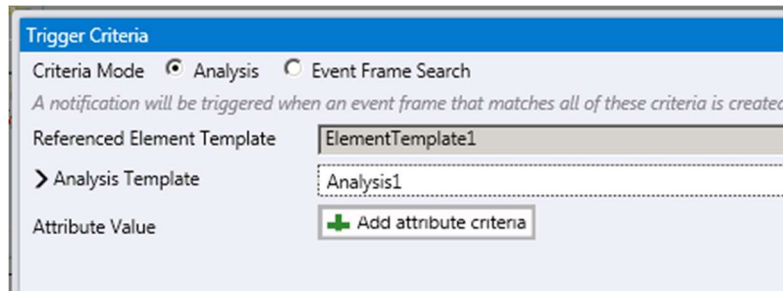 Trigger Criteria
Criteria Mode Analysis Event Frame Search
A notification will be triggered when an event frame that matches all of these criteria is created
Referenced Element Template ElementTemplate1
Analysis Template Analysis1
Attribute Value Add attribute criteria